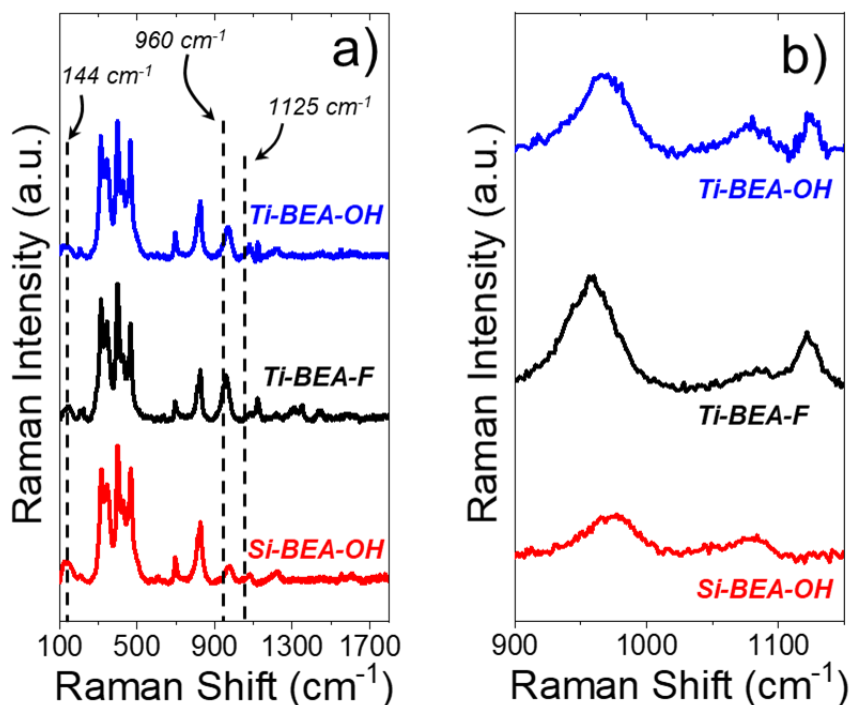 a)
960 cm⁻¹
144 cm⁻¹
1125 cm⁻¹
Ti-BEA-OH
Ti-BEA-F
Si-BEA-OH
Raman Intensity (a.u.)
100 500 900 1300 1700
Raman Shift (cm⁻¹)
b)
Ti-BEA-OH
Ti-BEA-F
Si-BEA-OH
Raman Intensity (a.u.)
900 1000 1100
Raman Shift (cm⁻¹)